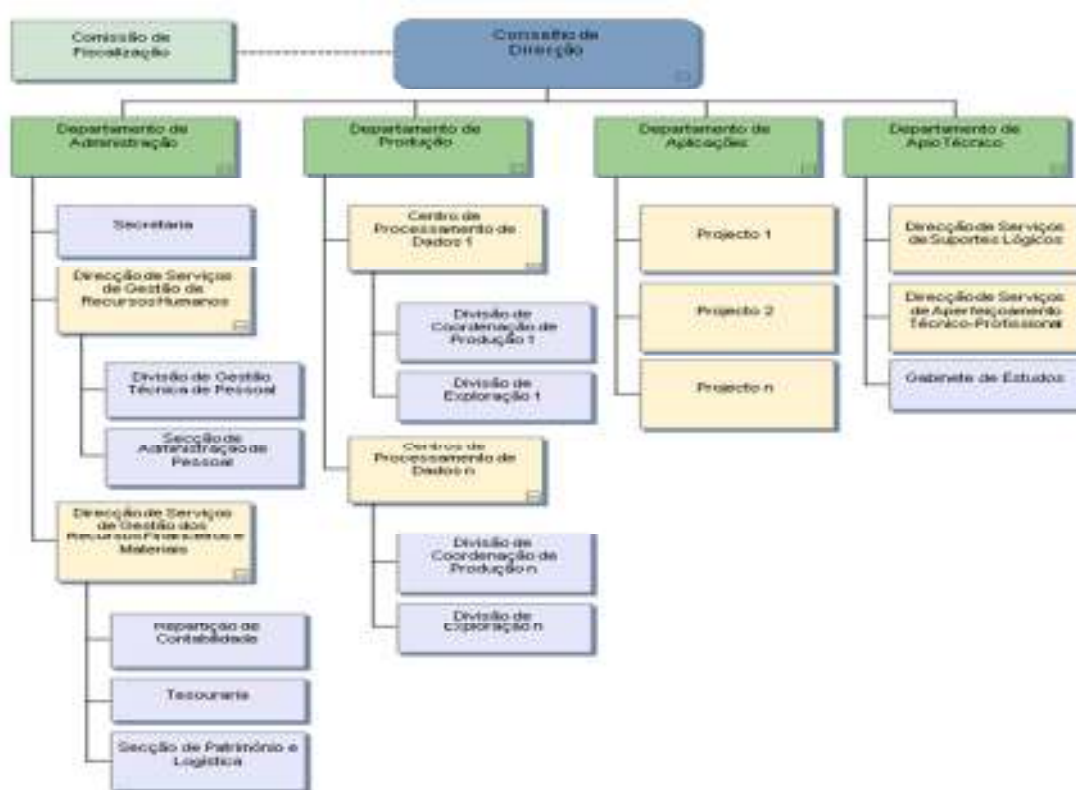 Comissão de
Fiscalização
Conselho de
Direcção
Departamento de
Administração
Departamento de
Produção
Departamento de
Aplicações
Departamento de
Apio Técnico
Secretaria
Direcção de Serviços
de Gestão de
Recursos Humanos
Divisão de Gestão
Técnica de Pessoal
Secção de
Administração de
Pessoal
Direcção de Serviços
de Gestão dos
Recursos Financeiros e
Materiais
Repartição de
Contabilidade
Tesouraria
Secção de Património e
Logística
Centro de
Processamento de
Dados 1
Divisão de
Coordenação de
Produção 1
Divisão de
Exploração 1
Centros de
Processamento de
Dados n
Divisão de
Coordenação de
Produção n
Divisão de
Exploração n
Projecto 1
Projecto 2
Projecto n
Direcção de Serviços
de Suportes Lógicos
Direcção de Serviços
de Aperfeiçoamento
Técnico-Profissional
Gabinete de Estudos